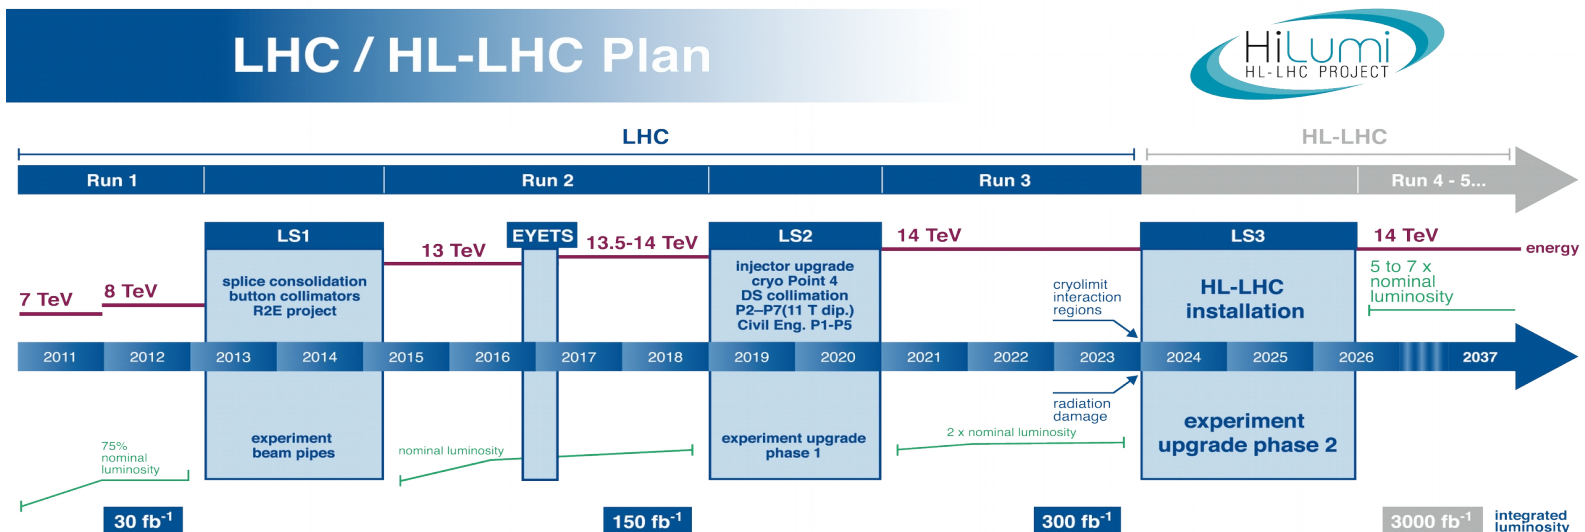 LHC / HL-LHC Plan
HiLumi
HL-LHC PROJECT
LHC
HL-LHC
Run 1
Run 2
Run 3
Run 4 - 5...
LS1
EYETS
LS2
LS3
7 TeV
8 TeV
13 TeV
13.5-14 TeV
14 TeV
14 TeV
energy
splice consolidation
button collimators
R2E project
injector upgrade
cryo Point 4
DS collimation
P2–P7(11 T dip.)
Civil Eng. P1-P5
cryolimit
interaction
regions
HL-LHC
installation
5 to 7 x
nominal
luminosity
2011
2012
2013
2014
2015
2016
2017
2018
2019
2020
2021
2022
2023
2024
2025
2026
2037
radiation
damage
75%
nominal
luminosity
experiment
beam pipes
nominal luminosity
experiment upgrade
phase 1
2 x nominal luminosity
experiment
upgrade phase 2
30 fb⁻¹
150 fb⁻¹
300 fb⁻¹
3000 fb⁻¹
integrated
luminosity